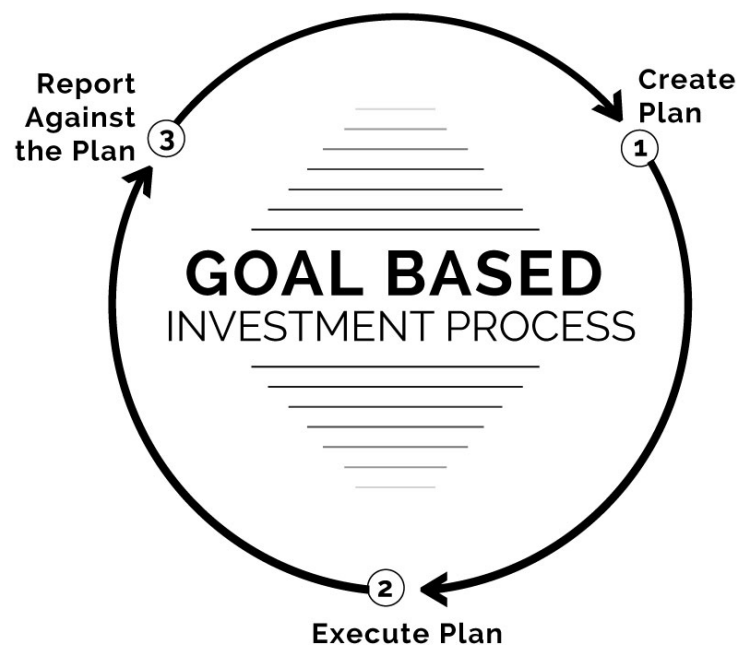 Create
Plan
1
Report
Against
the Plan
3
GOAL BASED
INVESTMENT PROCESS
2
Execute Plan